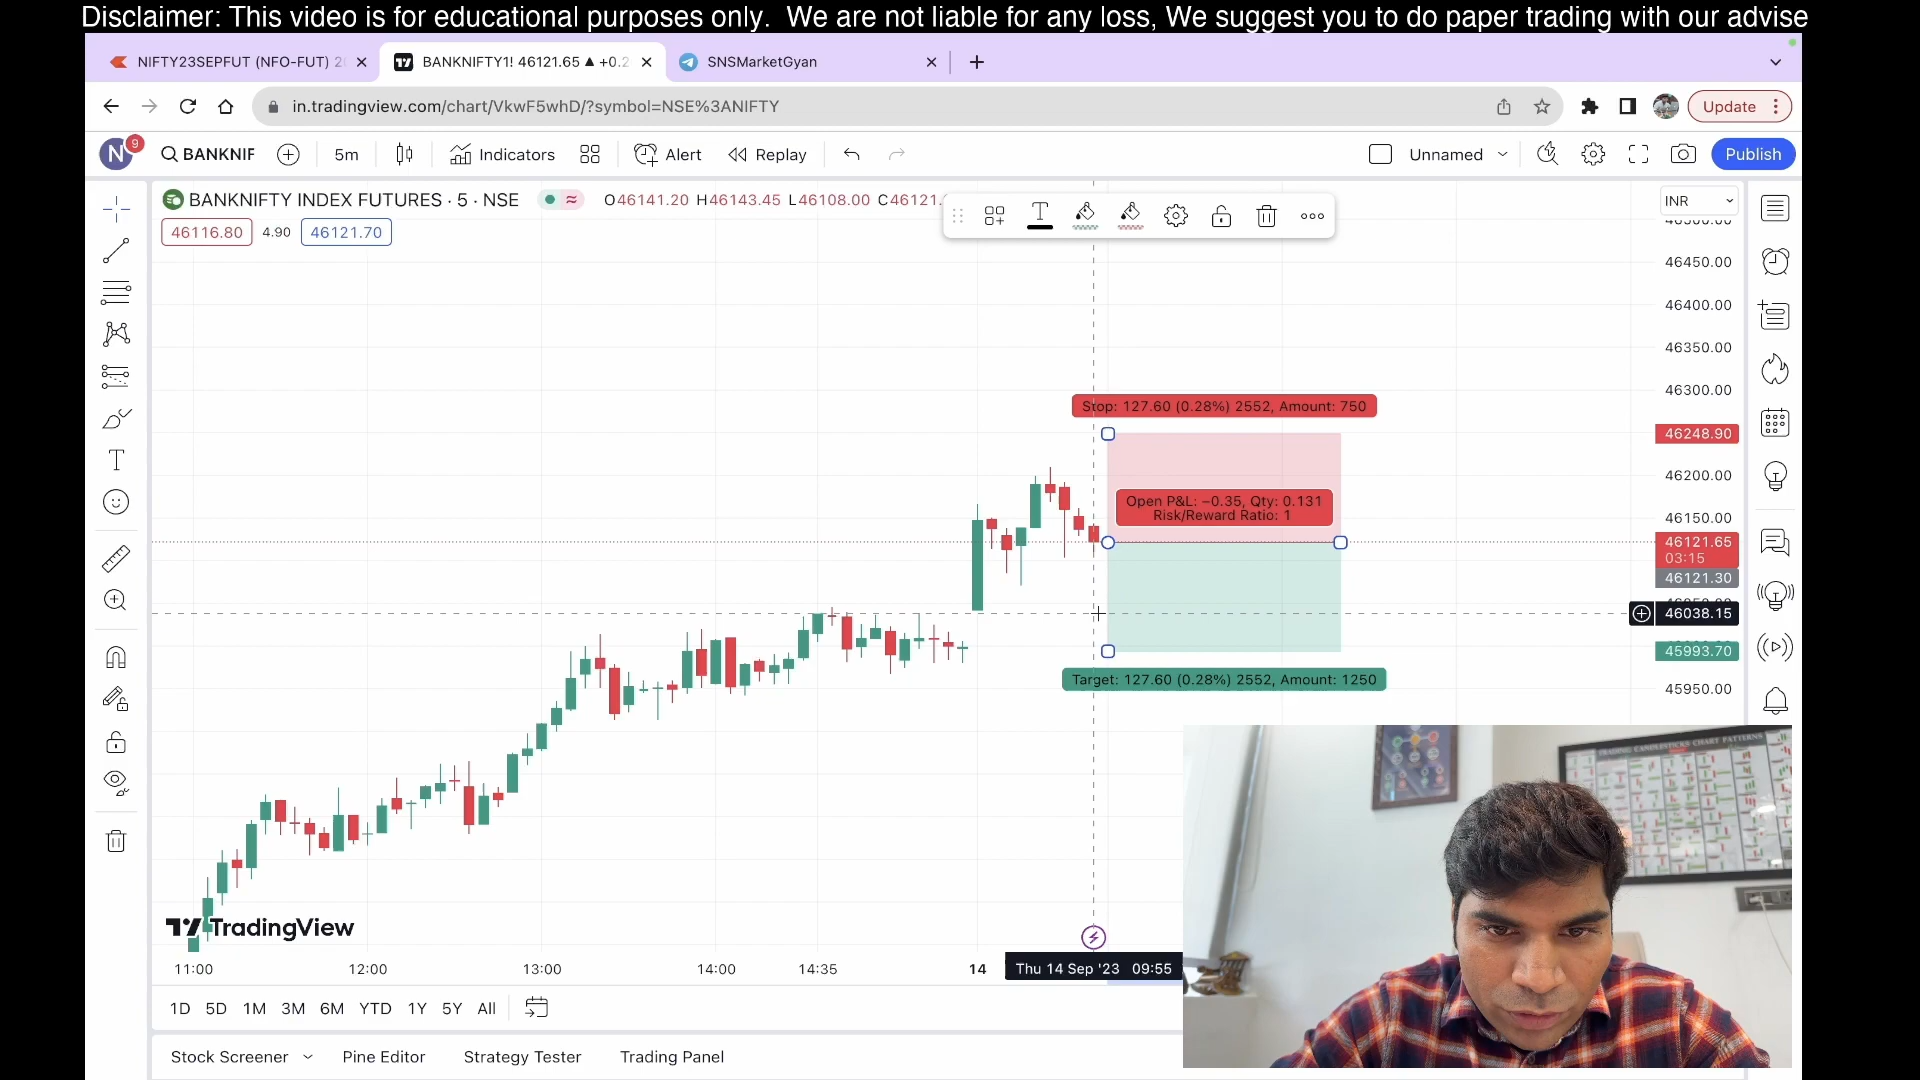 Disclaimer: This video is for educational purposes only. We are not liable for any loss, We suggest you to do paper trading with our advise
NIFTY23SEPFUT (NFO-FUT) 2
BANKNIFTY1! 46121.65 ▲ +0.2
SNSMarketGyan
in.tradingview.com/chart/VkwF5whD/?symbol=NSE%3ANIFTY
Update
N
9
BANKNIF
5m
Indicators
Alert
Replay
Unnamed
Publish
BANKNIFTY INDEX FUTURES · 5 · NSE
O46141.20 H46143.45 L46108.00 C46121.
INR
46116.80
4.90
46121.70
46450.00
46400.00
46350.00
46300.00
Stop: 127.60 (0.28%) 2552, Amount: 750
46248.90
46200.00
Open P&L: −0.35, Qty: 0.131
Risk/Reward Ratio: 1
46150.00
46121.65
03:15
46121.30
46038.15
45993.70
Target: 127.60 (0.28%) 2552, Amount: 1250
45950.00
TRADING CANDLESTICKS CHART PATTERNS
TradingView
11:00
12:00
13:00
14:00
14:35
14
Thu 14 Sep '23 09:55
1D
5D
1M
3M
6M
YTD
1Y
5Y
All
Stock Screener
Pine Editor
Strategy Tester
Trading Panel